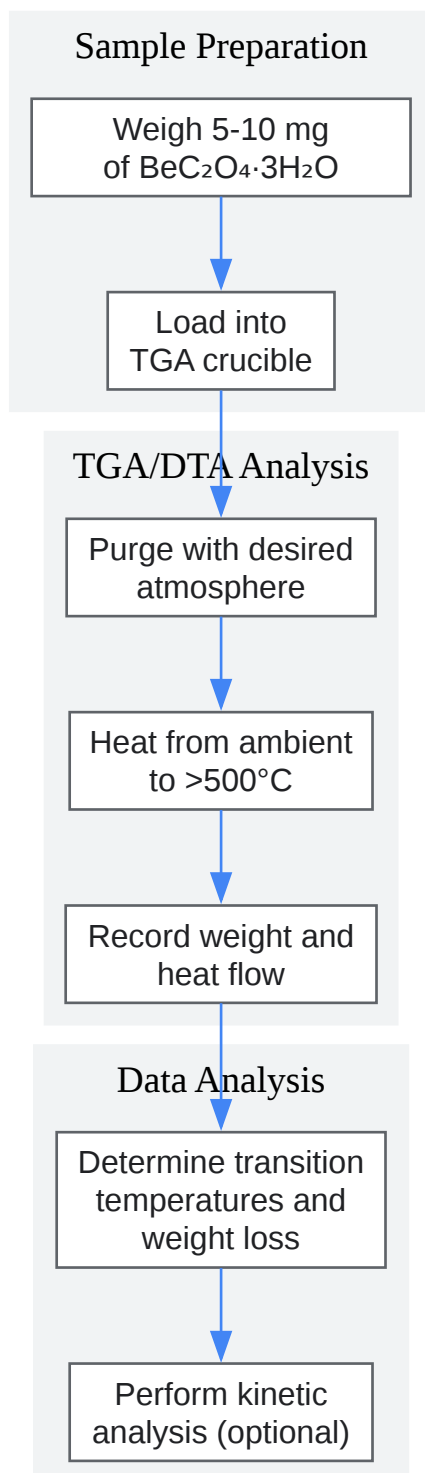 Sample Preparation
Weigh 5-10 mg
of BeC₂O₄·3H₂O
Load into
TGA crucible
TGA/DTA Analysis
Purge with desired
atmosphere
Heat from ambient
to >500°C
Record weight and
heat flow
Data Analysis
Determine transition
temperatures and
weight loss
Perform kinetic
analysis (optional)